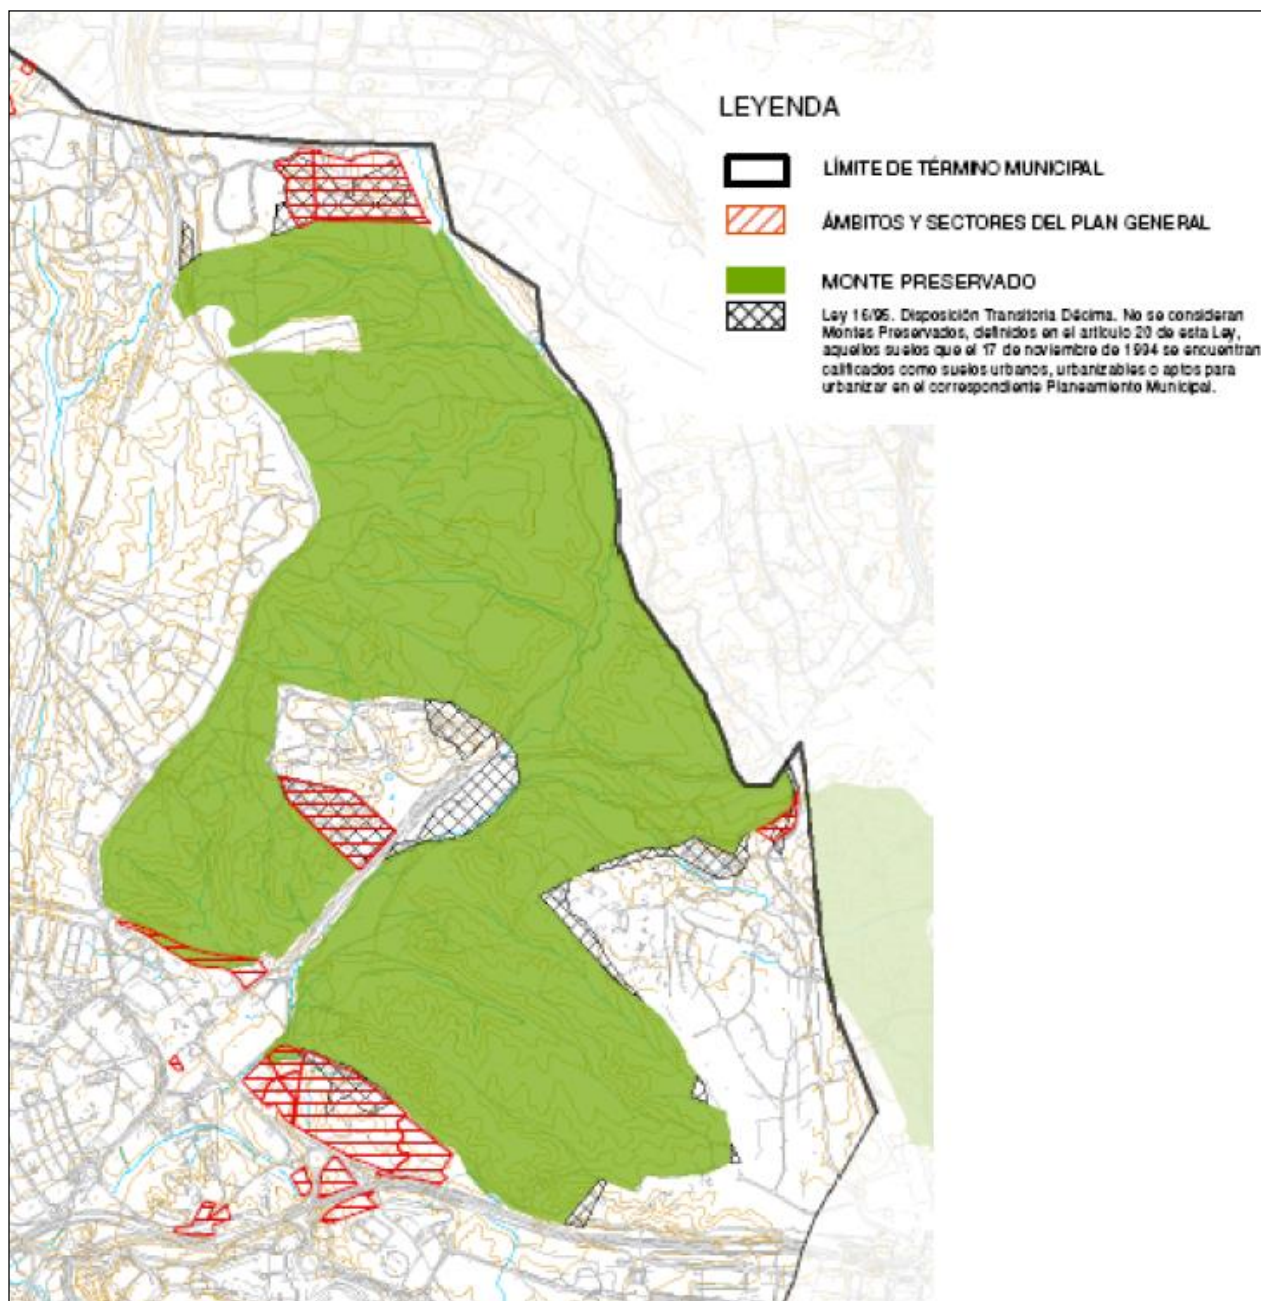 LEYENDA
LÍMITE DE TÉRMINO MUNICIPAL
ÁMBITOS Y SECTORES DEL PLAN GENERAL
MONTE PRESERVADO
Ley 16/95. Disposición Transitoria Décima. No se consideran
Montes Preservados, definidos en el artículo 20 de esta Ley,
aquellos suelos que el 17 de noviembre de 1994 se encuentran
calificados como suelos urbanos, urbanizables o aptos para
urbanizar en el correspondiente Planeamiento Municipal.